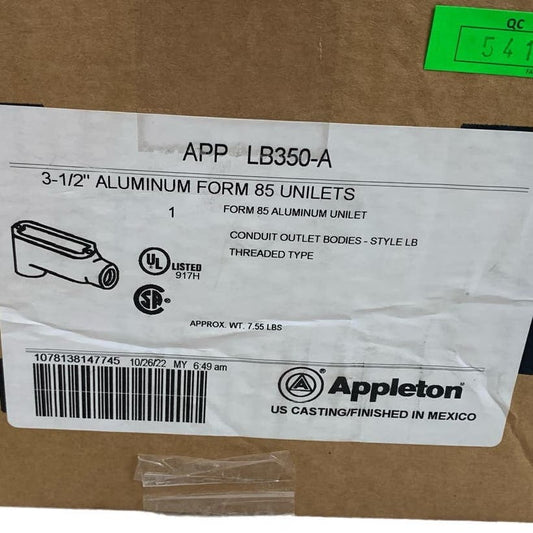 QC
541
APP LB350-A
3-1/2" ALUMINUM FORM 85 UNILETS
1 FORM 85 ALUMINUM UNILET
CONDUIT OUTLET BODIES - STYLE LB
THREADED TYPE
UL LISTED
917H
SA
APPROX. WT. 7.55 LBS
1078138147745 10/26/22 MY 6:49 am
A Appleton
US CASTING/FINISHED IN MEXICO